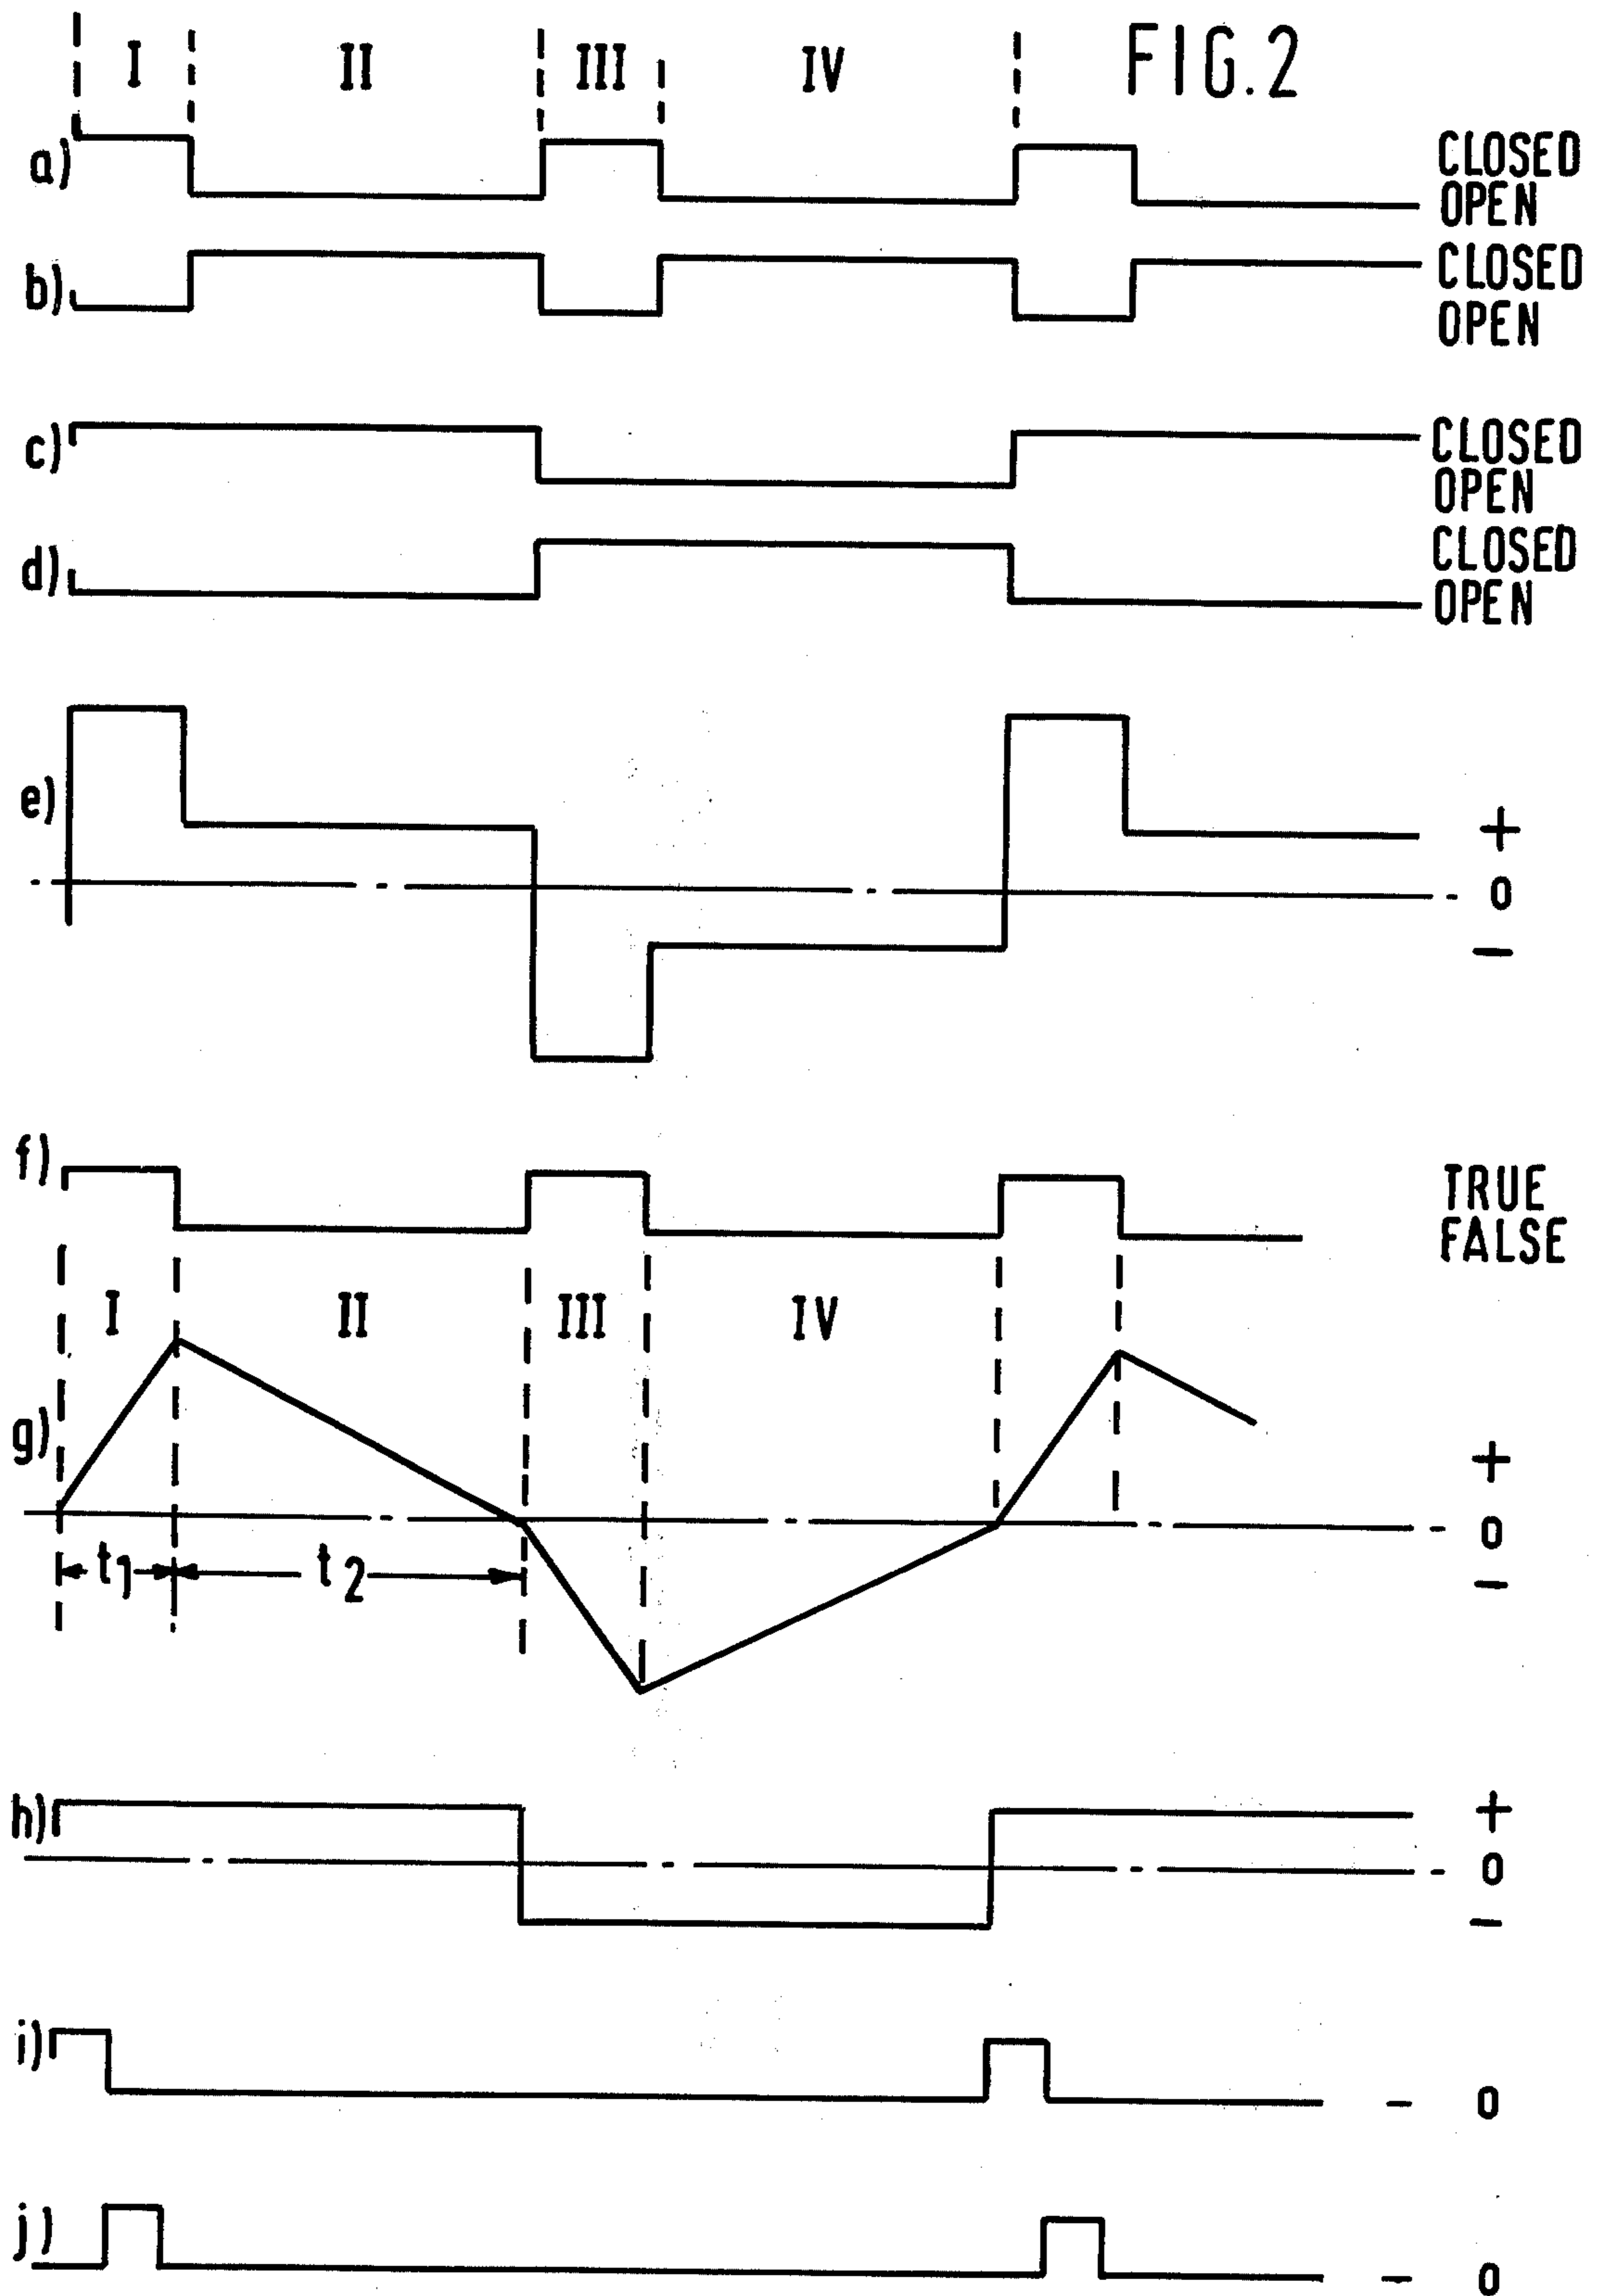 I II III IV FIG.2
a) CLOSED
OPEN
b) CLOSED
OPEN
c) CLOSED
OPEN
d) CLOSED
OPEN
e) +
0
−
f) TRUE
FALSE
I II III IV
g) +
0
−
t1 t2
h) +
0
−
i) 0
j) 0